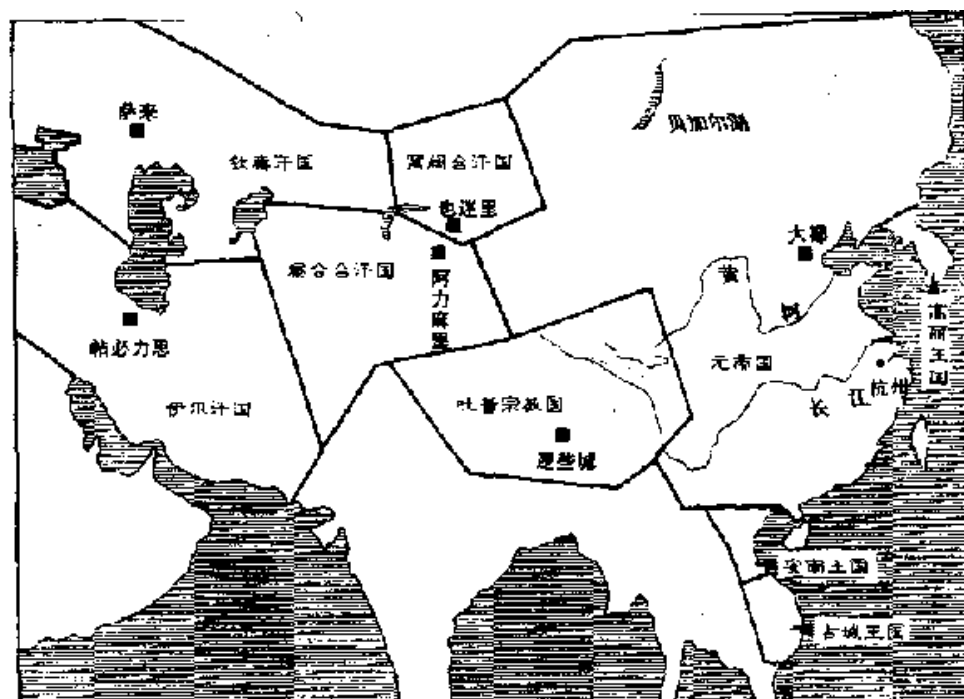 萨来
贝加尔湖
钦察汗国
窝阔台汗国
也迷里
大都
察合台汗国
阿力麻里
黄
河
高丽王国
帖必力思
元帝国
杭州
长江
伊尔汗国
吐蕃宗教国
逻些城
安南王国
占城王国